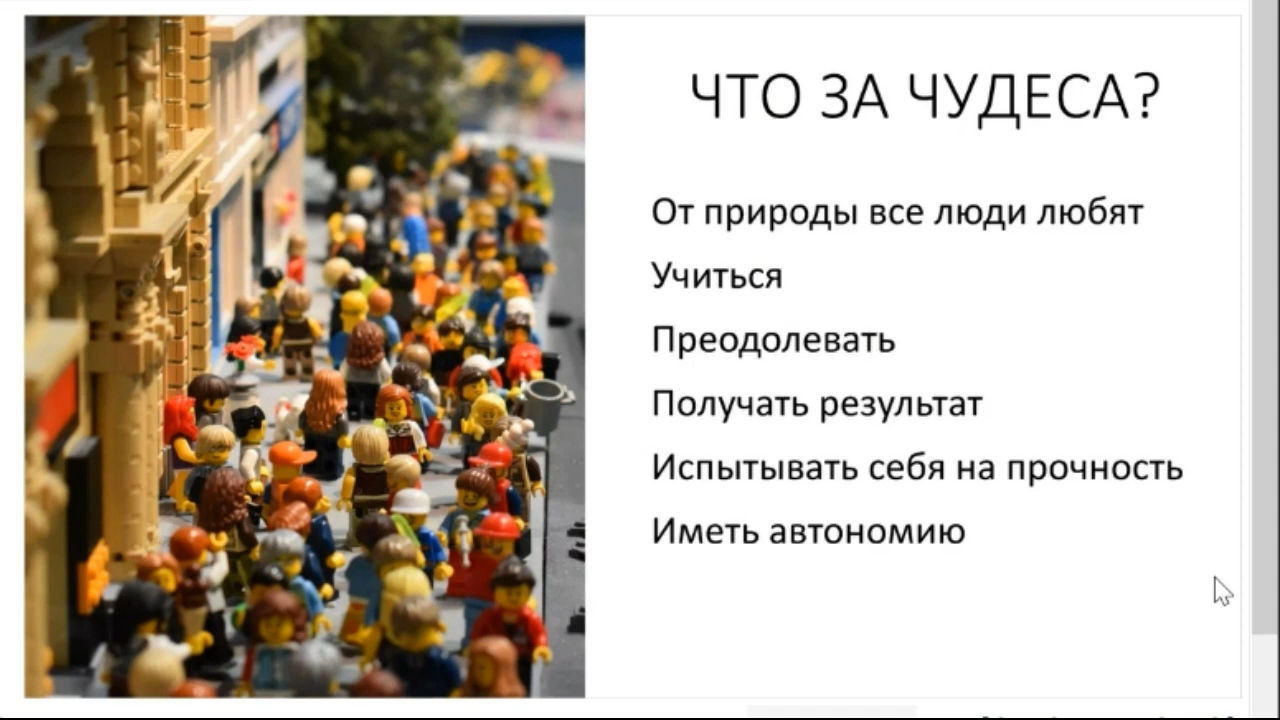 ЧТО ЗА ЧУДЕСА?
От природы все люди любят
Учиться
Преодолевать
Получать результат
Испытывать себя на прочность
Иметь автономию